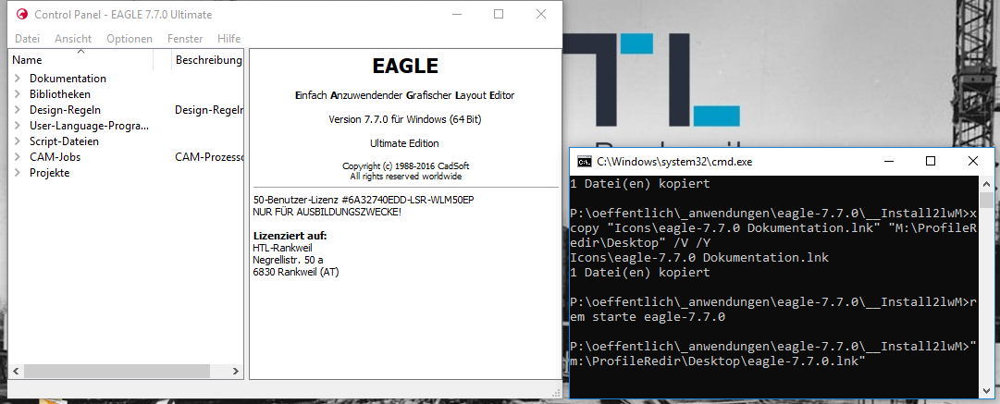 Control Panel - EAGLE 7.7.0 Ultimate
Datei Ansicht Optionen Fenster Hilfe
Name Beschreibung
Dokumentation
Bibliotheken
Design-Regeln Design-Regeln
User-Language-Progra...
Script-Dateien
CAM-Jobs CAM-Prozesso
Projekte
EAGLE
Einfach Anzuwendender Grafischer Layout Editor
Version 7.7.0 für Windows (64 Bit)
Ultimate Edition
Copyright (c) 1988-2016 CadSoft
All rights reserved worldwide
50-Benutzer-Lizenz #6A32740EDD-LSR-WLM50EP
NUR FÜR AUSBILDUNGSZWECKE!
Lizenziert auf:
HTL-Rankweil
Negrellistr. 50 a
6830 Rankweil (AT)
C:\Windows\system32\cmd.exe
1 Datei(en) kopiert
P:\oeffentlich\_anwendungen\eagle-7.7.0\__Install2lwM>x
copy "Icons\eagle-7.7.0 Dokumentation.lnk" "M:\ProfileR
edir\Desktop" /V /Y
Icons\eagle-7.7.0 Dokumentation.lnk
1 Datei(en) kopiert
P:\oeffentlich\_anwendungen\eagle-7.7.0\__Install2lwM>r
em starte eagle-7.7.0
P:\oeffentlich\_anwendungen\eagle-7.7.0\__Install2lwM>"
m:\ProfileRedir\Desktop\eagle-7.7.0.lnk"